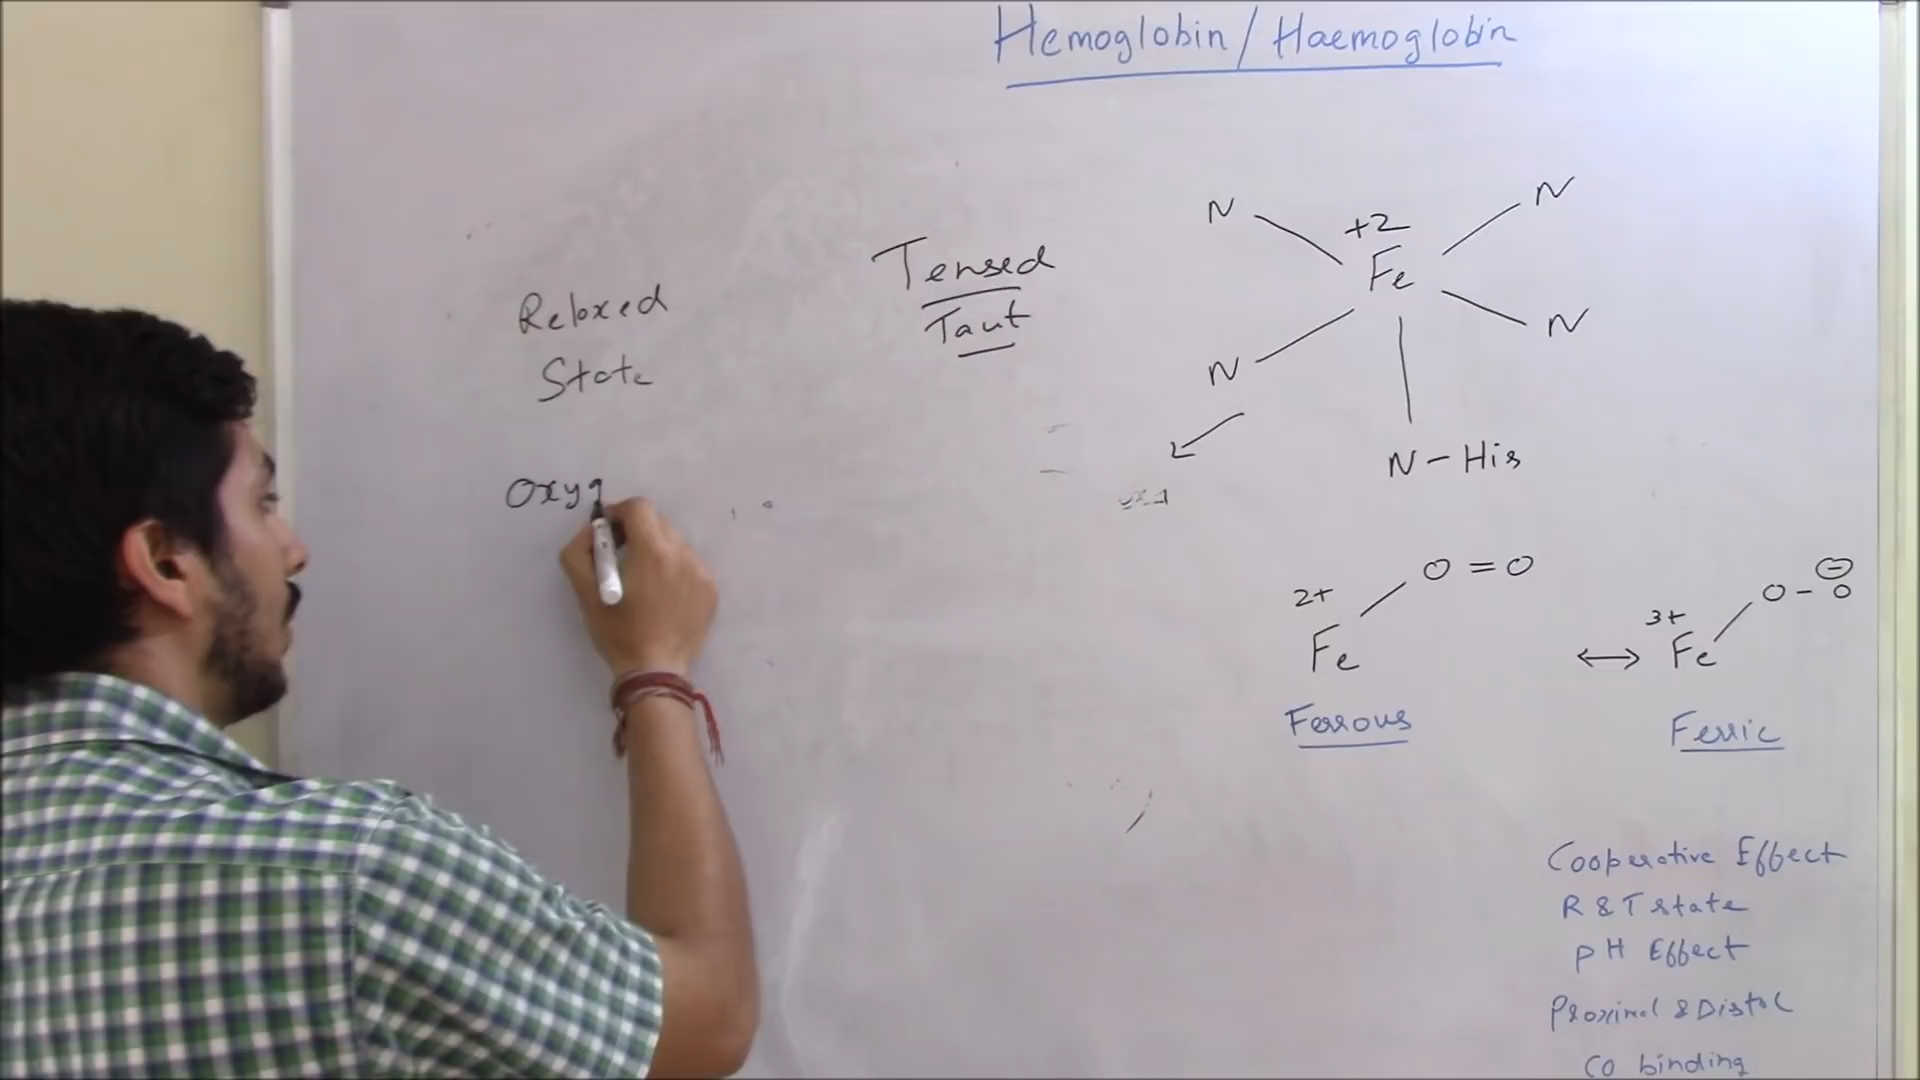 Hemoglobin / Haemoglobin
Relaxed
State
Oxyg
Tensed
Taut
N
N
+2
Fe
N
N
N - His
2+
Fe
O = O
Ferrous
↔
3+
Fe
O - O
⊖
Ferric
Cooperative Effect
R & T state
pH Effect
Proximal & Distal
CO binding